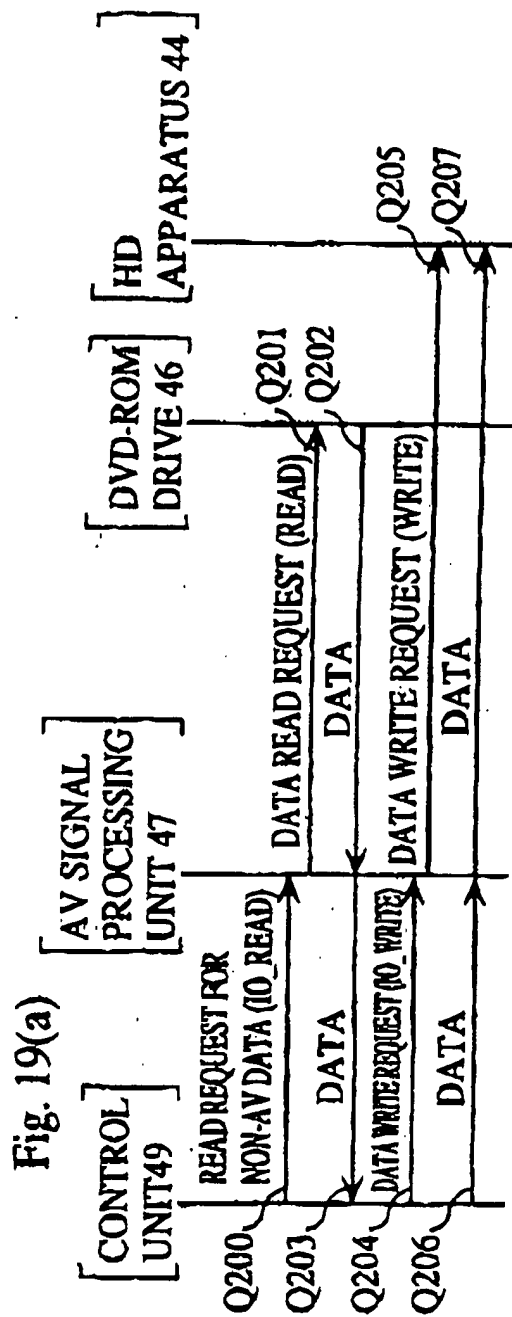 Fig. 19(a)
CONTROL
UNIT49
AV SIGNAL
PROCESSING
UNIT 47
DVD-ROM
DRIVE 46
HD
APPARATUS 44
READ REQUEST FOR
NON-AV DATA (IO_READ)
Q200
DATA READ REQUEST (READ)
Q201
DATA
DATA
Q202
Q203
DATA WRITE REQUEST (IO_WRITE)
Q204
DATA WRITE REQUEST (WRITE)
Q205
DATA
DATA
Q206
Q207